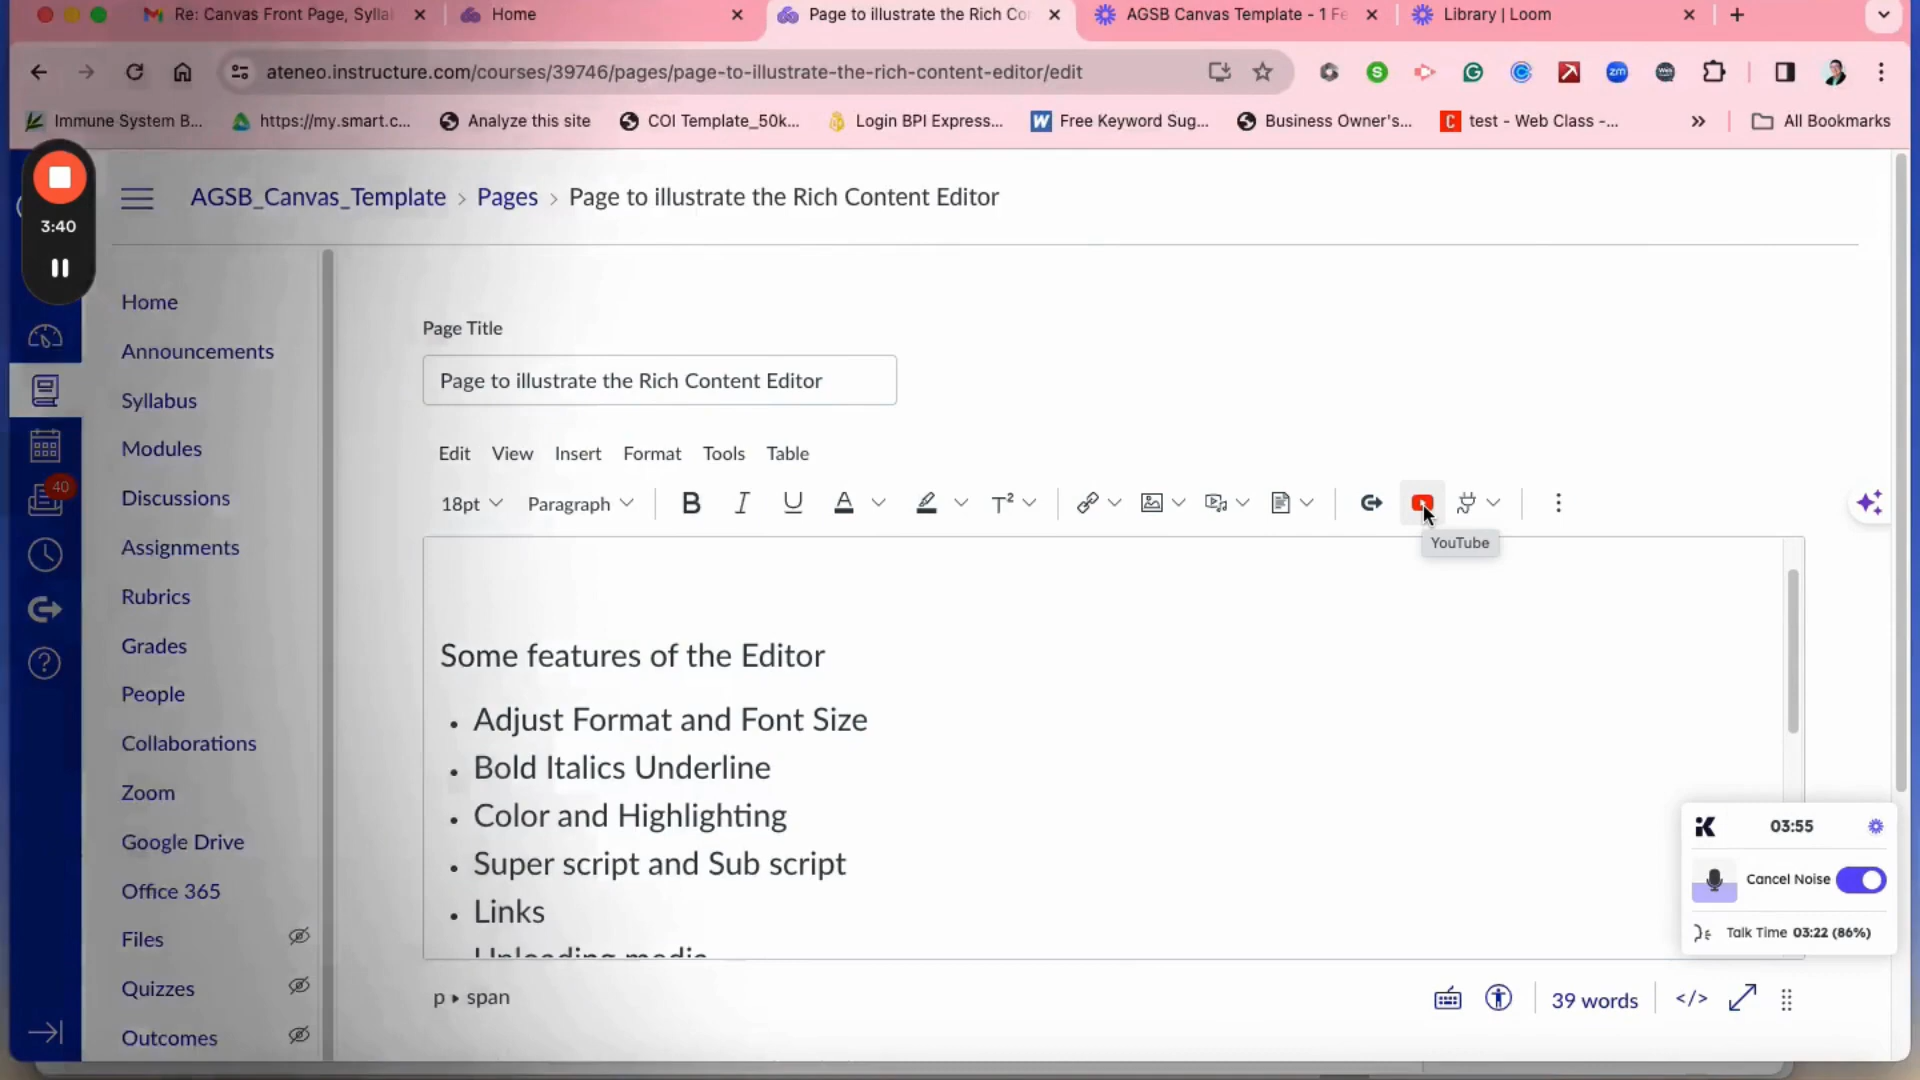 Re: Canvas Front Page, Sylla
Home
Page to illustrate the Rich Co
AGSB Canvas Template - 1 Fe
Library | Loom
ateneo.instructure.com/courses/39746/pages/page-to-illustrate-the-rich-content-editor/edit
Immune System B...
https://my.smart.c...
Analyze this site
COI Template_50k...
Login BPI Express...
Free Keyword Sug...
Business Owner's...
test - Web Class -...
All Bookmarks
3:40
AGSB_Canvas_Template > Pages > Page to illustrate the Rich Content Editor
40
Home
Announcements
Syllabus
Modules
Discussions
Assignments
Rubrics
Grades
People
Collaborations
Zoom
Google Drive
Office 365
Files
Quizzes
Outcomes
Page Title
Page to illustrate the Rich Content Editor
Edit View Insert Format Tools Table
18pt Paragraph B I U A T²
YouTube
Some features of the Editor
• Adjust Format and Font Size
• Bold Italics Underline
• Color and Highlighting
• Super script and Sub script
• Links
Uploading media
p ▸ span
39 words
</>
03:55
Cancel Noise
Talk Time 03:22 (86%)